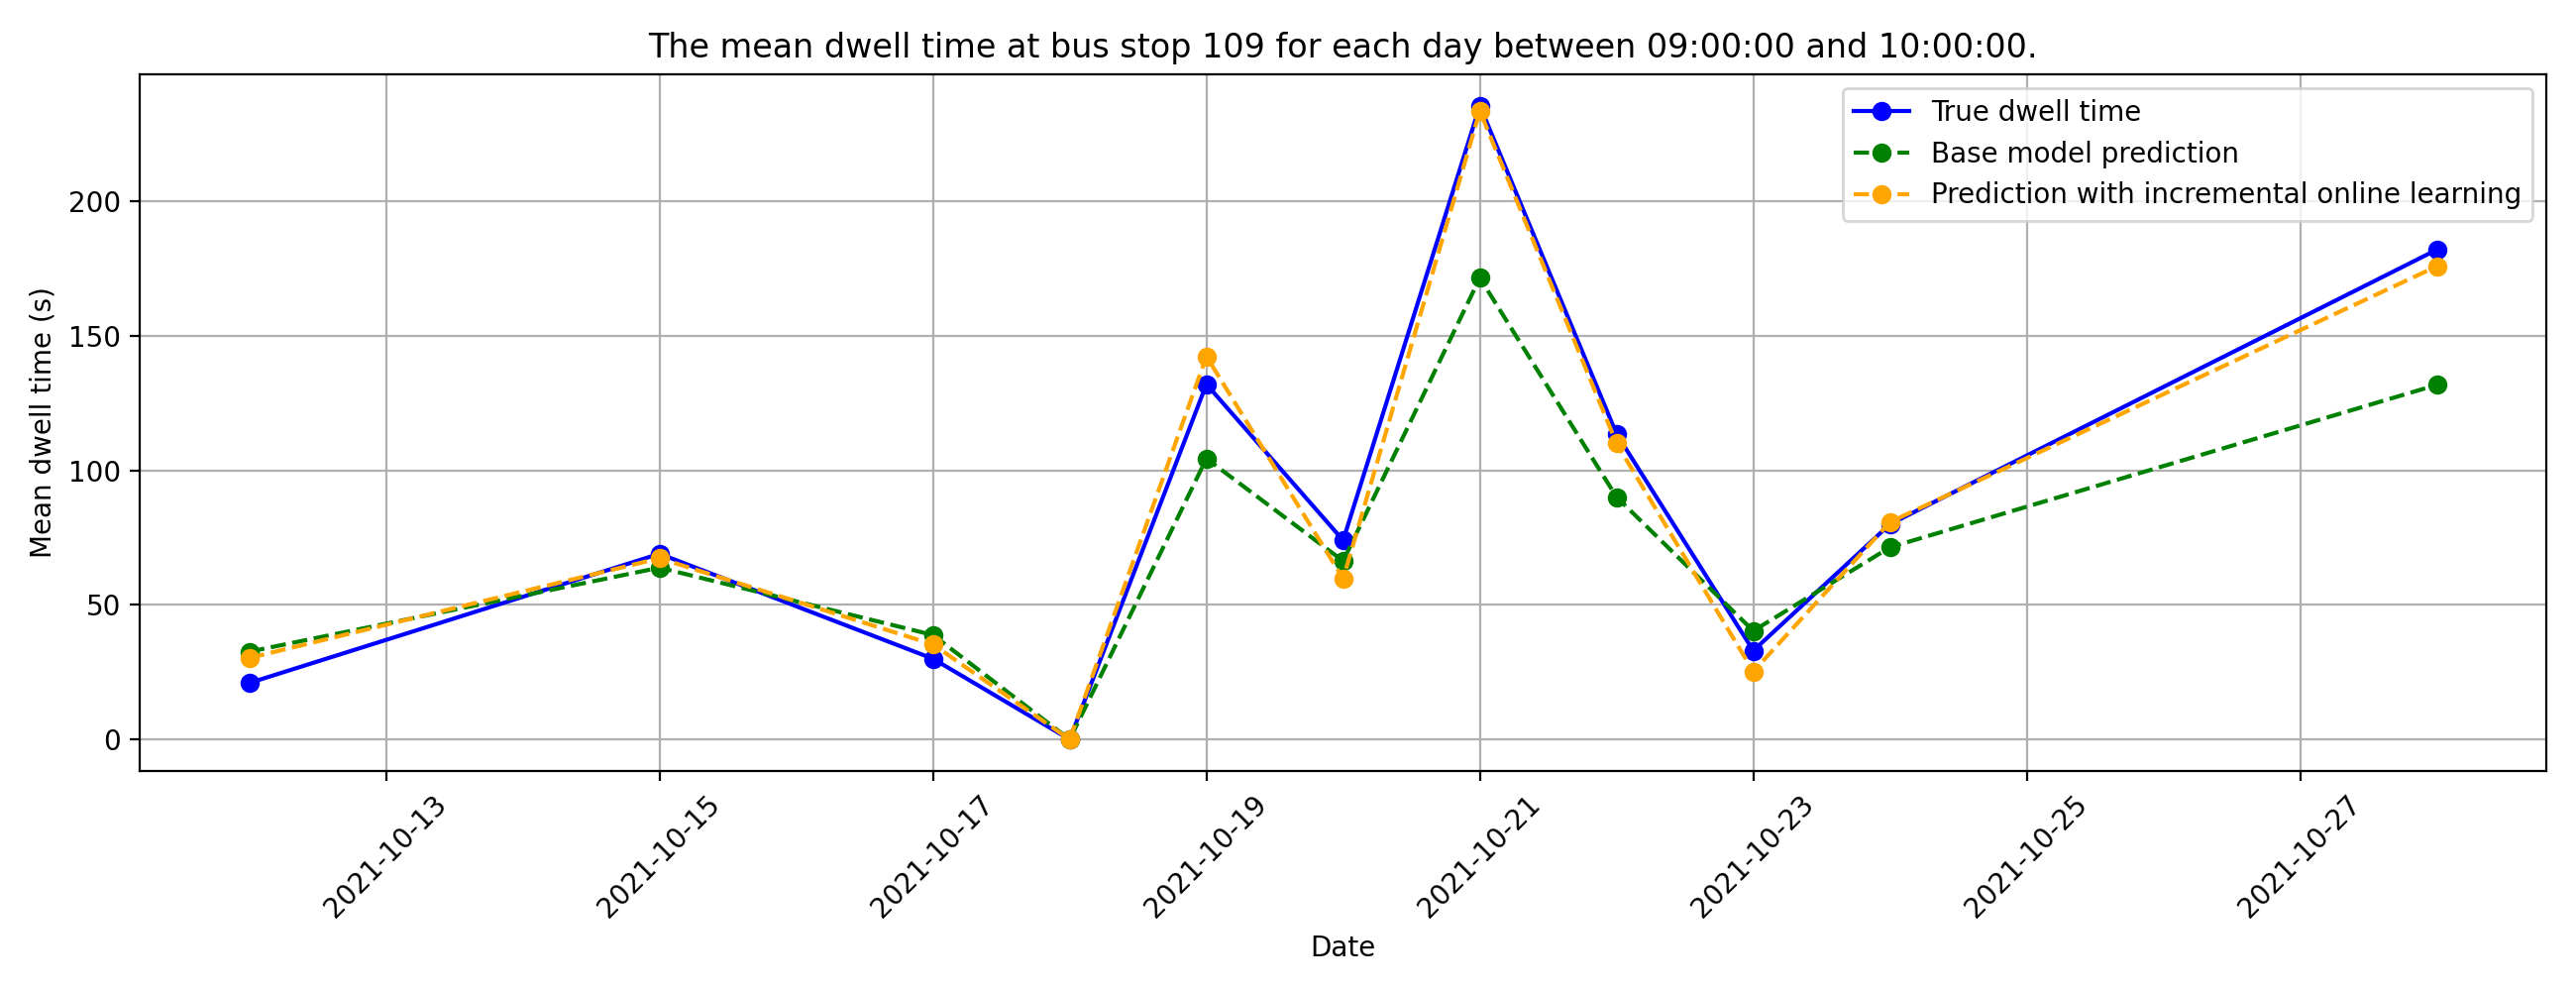 The mean dwell time at bus stop 109 for each day between 09:00:00 and 10:00:00.
True dwell time
Base model prediction
Prediction with incremental online learning
Mean dwell time (s)
200
150
100
50
0
2021-10-13
2021-10-15
2021-10-17
2021-10-19
2021-10-21
2021-10-23
2021-10-25
2021-10-27
Date